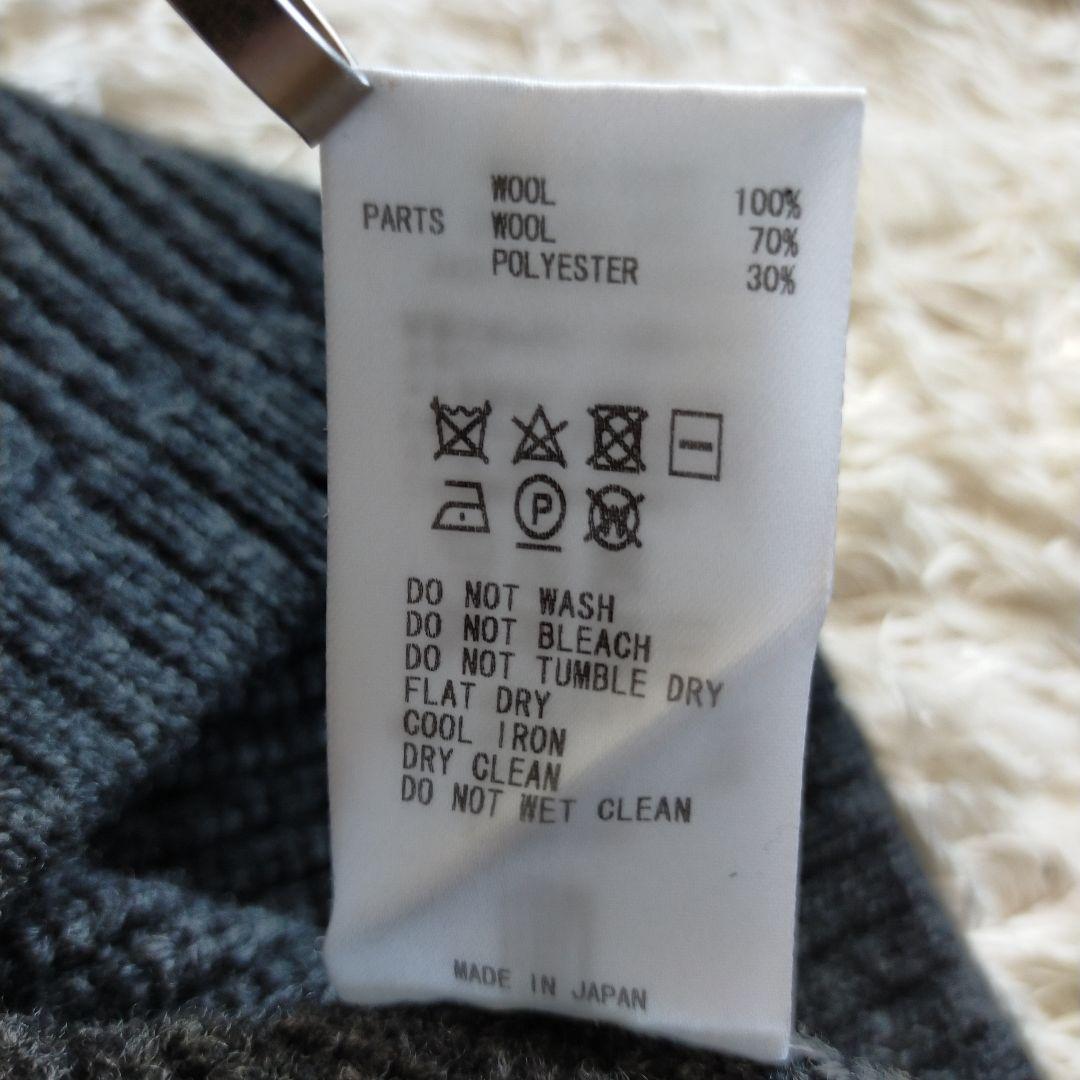 WOOL 100%
PARTS WOOL 70%
POLYESTER 30%
P
W
DO NOT WASH
DO NOT BLEACH
DO NOT TUMBLE DRY
FLAT DRY
COOL IRON
DRY CLEAN
DO NOT WET CLEAN
MADE IN JAPAN